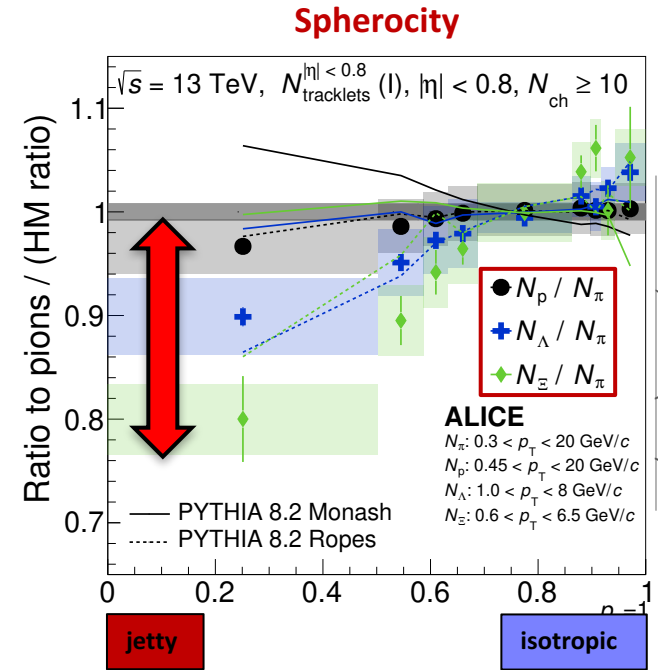 Spherocity
√s = 13 TeV, N^{|η| < 0.8}_{tracklets} (I), |η| < 0.8, N_{ch} ≥ 10
Ratio to pions / (HM ratio)
1.1
1
0.9
0.8
0.7
N_p / N_π
N_Λ / N_π
N_Ξ / N_π
ALICE
N_π: 0.3 < p_T < 20 GeV/c
N_p: 0.45 < p_T < 20 GeV/c
N_Λ: 1.0 < p_T < 8 GeV/c
N_Ξ: 0.6 < p_T < 6.5 GeV/c
PYTHIA 8.2 Monash
PYTHIA 8.2 Ropes
0 0.2 0.4 0.6 0.8 1
jetty
isotropic